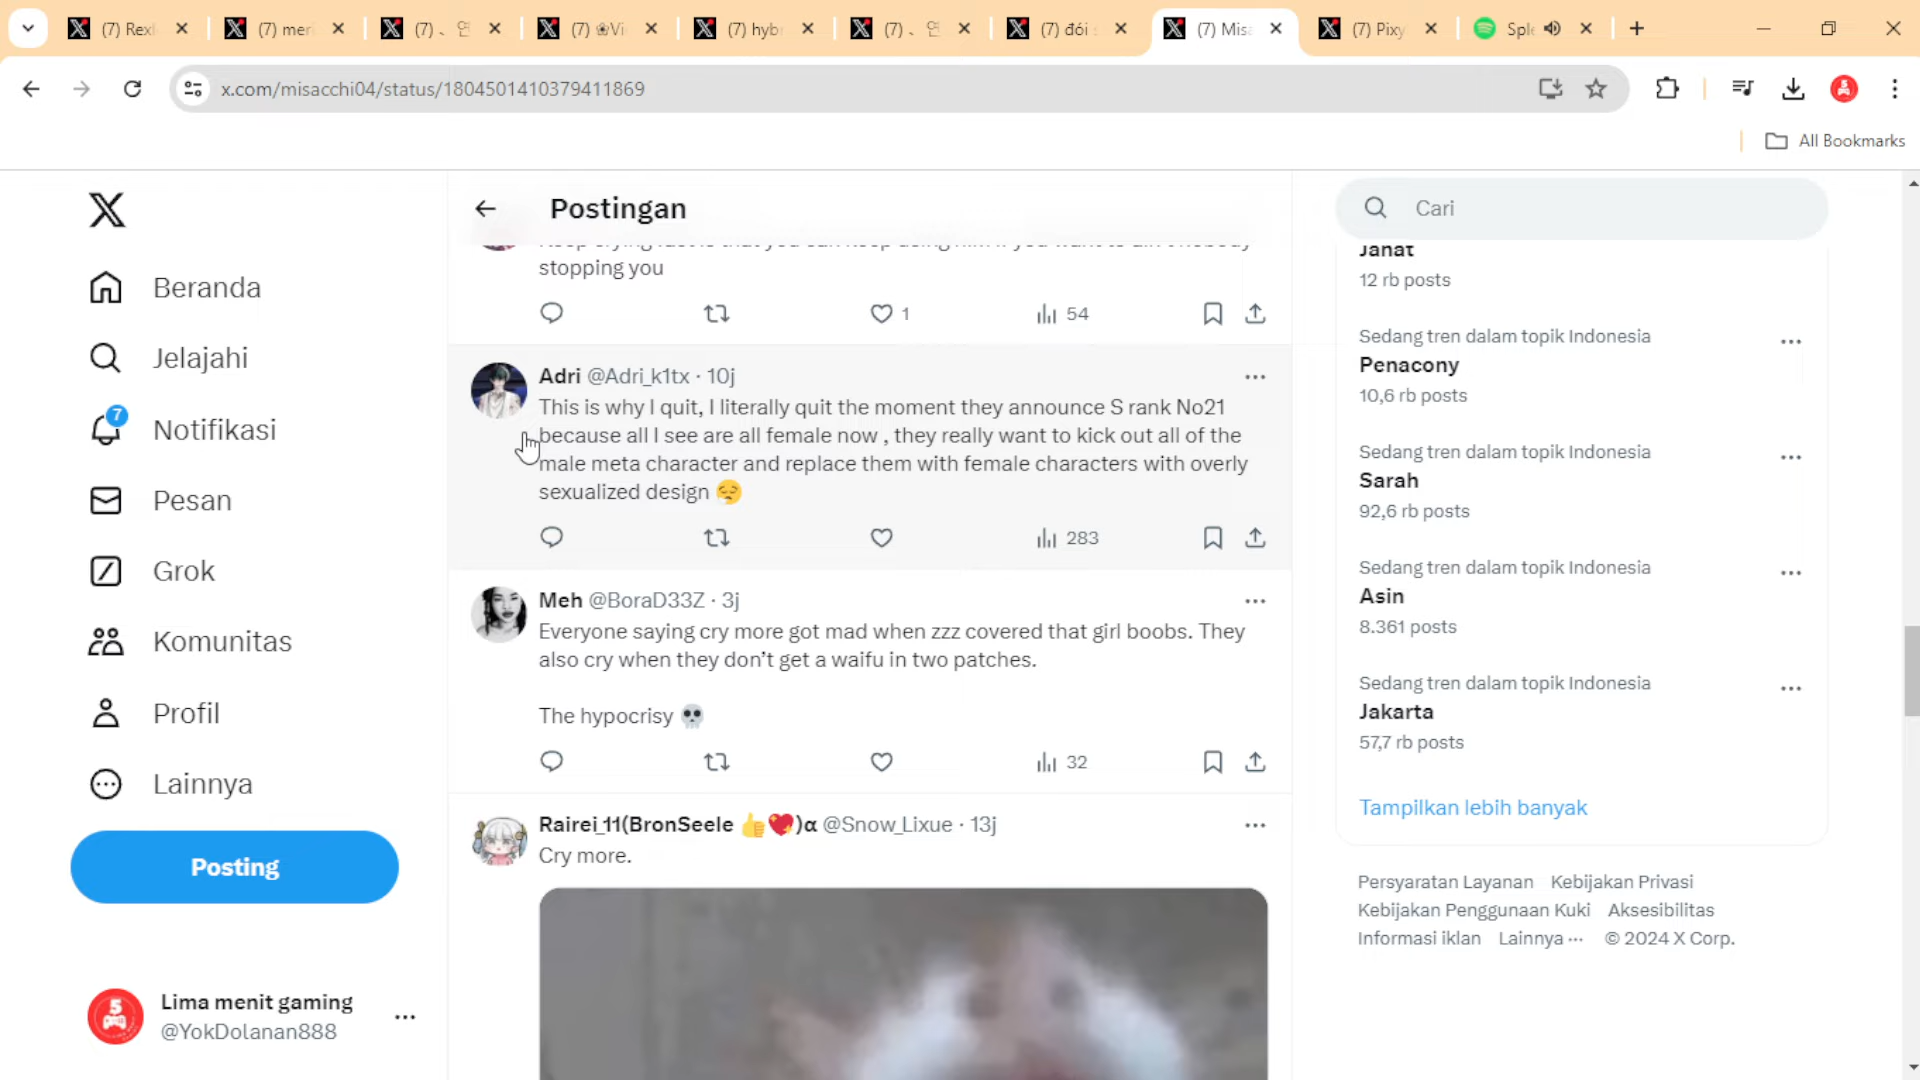 (7) Rexl
(7) meri
(7) 、 연
(7) ❀Vi
(7) hyb
(7) 、 연
(7) đói s
(7) Misa
(7) Pixy
Sple
x.com/misacchi04/status/1804501410379411869
All Bookmarks
Postingan
Cari
stopping you
1
54
Beranda
Jelajahi
7
Notifikasi
Pesan
Grok
Komunitas
Profil
Lainnya
Posting
Lima menit gaming
@YokDolanan888
Adri @Adri_k1tx · 10j
This is why I quit, I literally quit the moment they announce S rank No21
because all I see are all female now , they really want to kick out all of the
male meta character and replace them with female characters with overly
sexualized design 😔
283
Meh @BoraD33Z · 3j
Everyone saying cry more got mad when zzz covered that girl boobs. They
also cry when they don’t get a waifu in two patches.
The hypocrisy 💀
32
Rairei_11(BronSeele 👍💖)α @Snow_Lixue · 13j
Cry more.
Janat
12 rb posts
Sedang tren dalam topik Indonesia
Penacony
10,6 rb posts
Sedang tren dalam topik Indonesia
Sarah
92,6 rb posts
Sedang tren dalam topik Indonesia
Asin
8.361 posts
Sedang tren dalam topik Indonesia
Jakarta
57,7 rb posts
Tampilkan lebih banyak
Persyaratan Layanan Kebijakan Privasi
Kebijakan Penggunaan Kuki Aksesibilitas
Informasi iklan Lainnya ··· © 2024 X Corp.